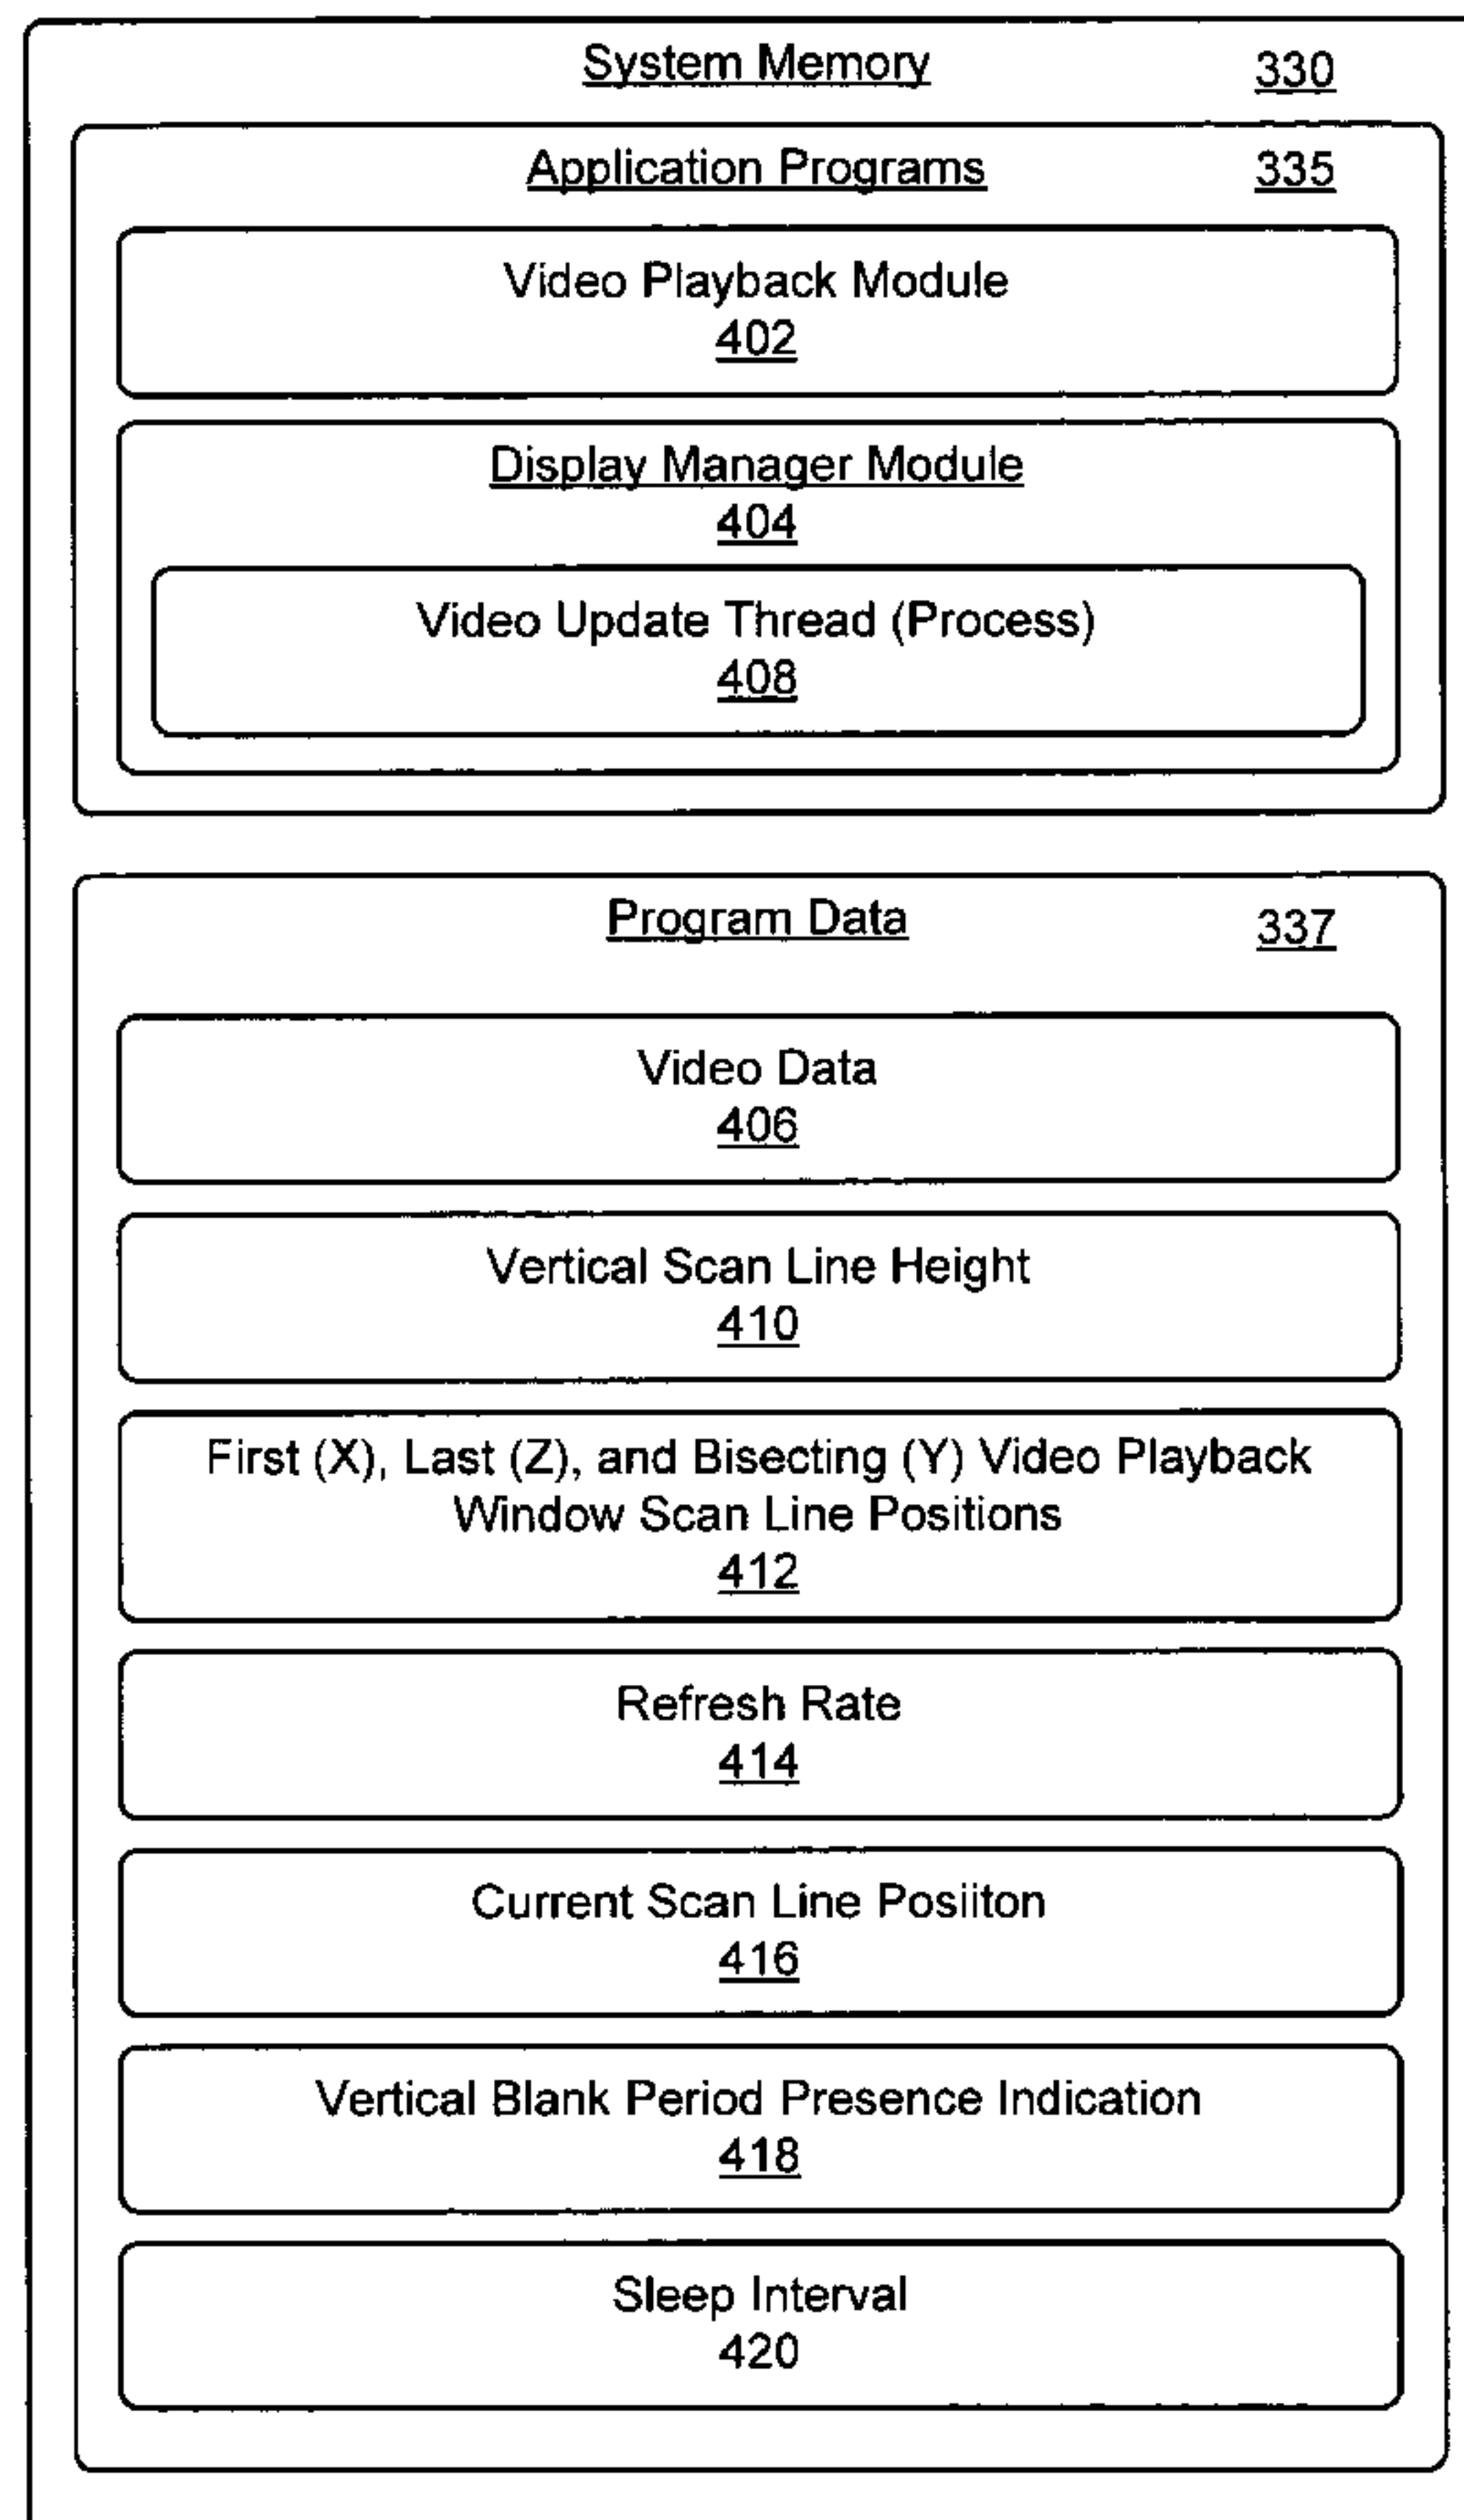 System Memory 330
Application Programs 335
Video Playback Module
402
Display Manager Module
404
Video Update Thread (Process)
408
Program Data 337
Video Data
406
Vertical Scan Line Height
410
First (X), Last (Z), and Bisecting (Y) Video Playback
Window Scan Line Positions
412
Refresh Rate
414
Current Scan Line Posiiton
416
Vertical Blank Period Presence Indication
418
Sleep Interval
420